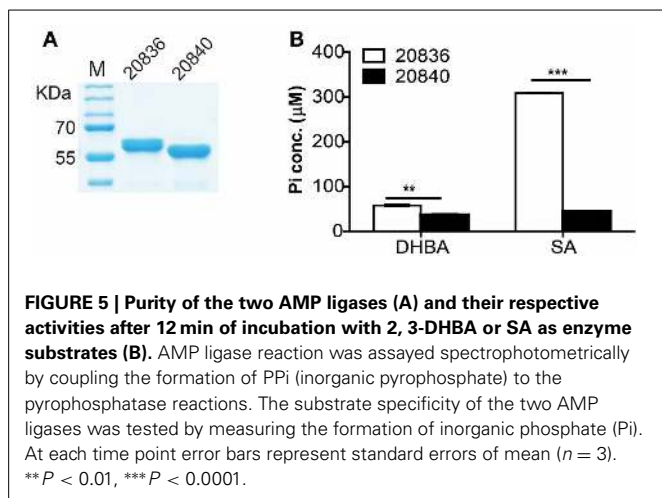 A
B
M
20836
20840
KDa
70
55
Pi conc. (µM)
400
300
200
100
0
20836
20840
**
***
DHBA
SA
FIGURE 5 | Purity of the two AMP ligases (A) and their respective
activities after 12 min of incubation with 2, 3-DHBA or SA as enzyme
substrates (B). AMP ligase reaction was assayed spectrophotometrically
by coupling the formation of PPi (inorganic pyrophosphate) to the
pyrophosphatase reactions. The substrate specificity of the two AMP
ligases was tested by measuring the formation of inorganic phosphate (Pi).
At each time point error bars represent standard errors of mean (n = 3).
**P < 0.01, ***P < 0.0001.